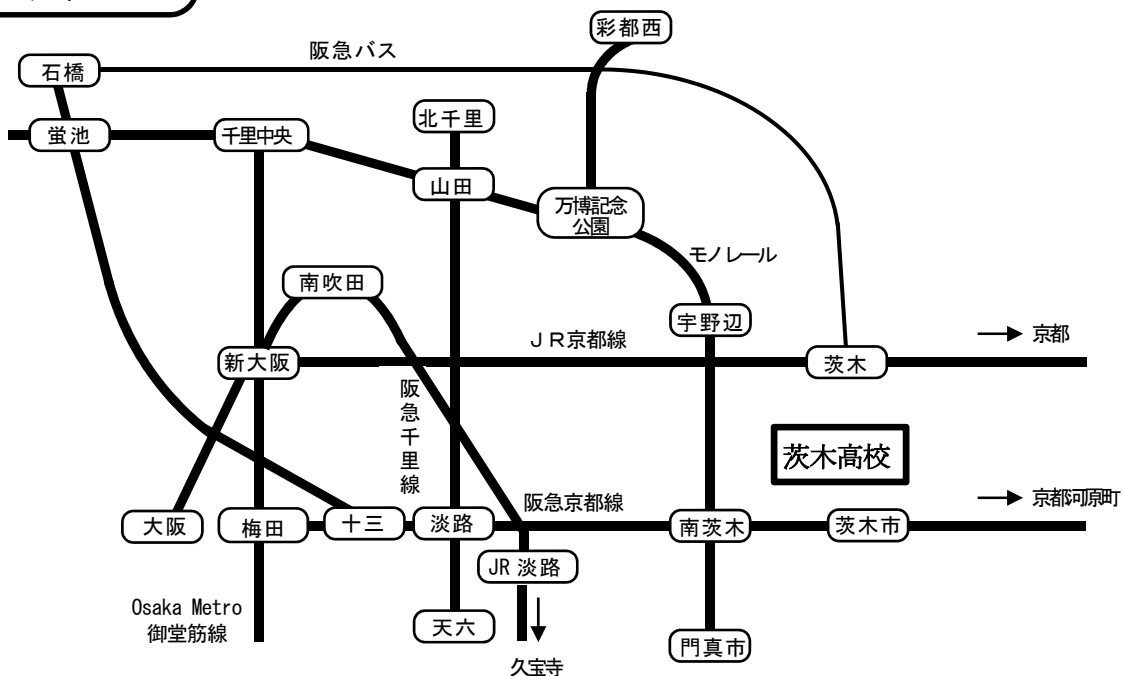 彩都西
阪急バス
石橋
北千里
蛍池
千里中央
山田
万博記念
公園
モノレール
南吹田
宇野辺
ＪＲ京都線
京都
新大阪
茨木
阪急千里線
茨木高校
阪急京都線
京都河原町
大阪
梅田
十三
淡路
南茨木
茨木市
JR 淡路
Osaka Metro
御堂筋線
天六
門真市
久宝寺